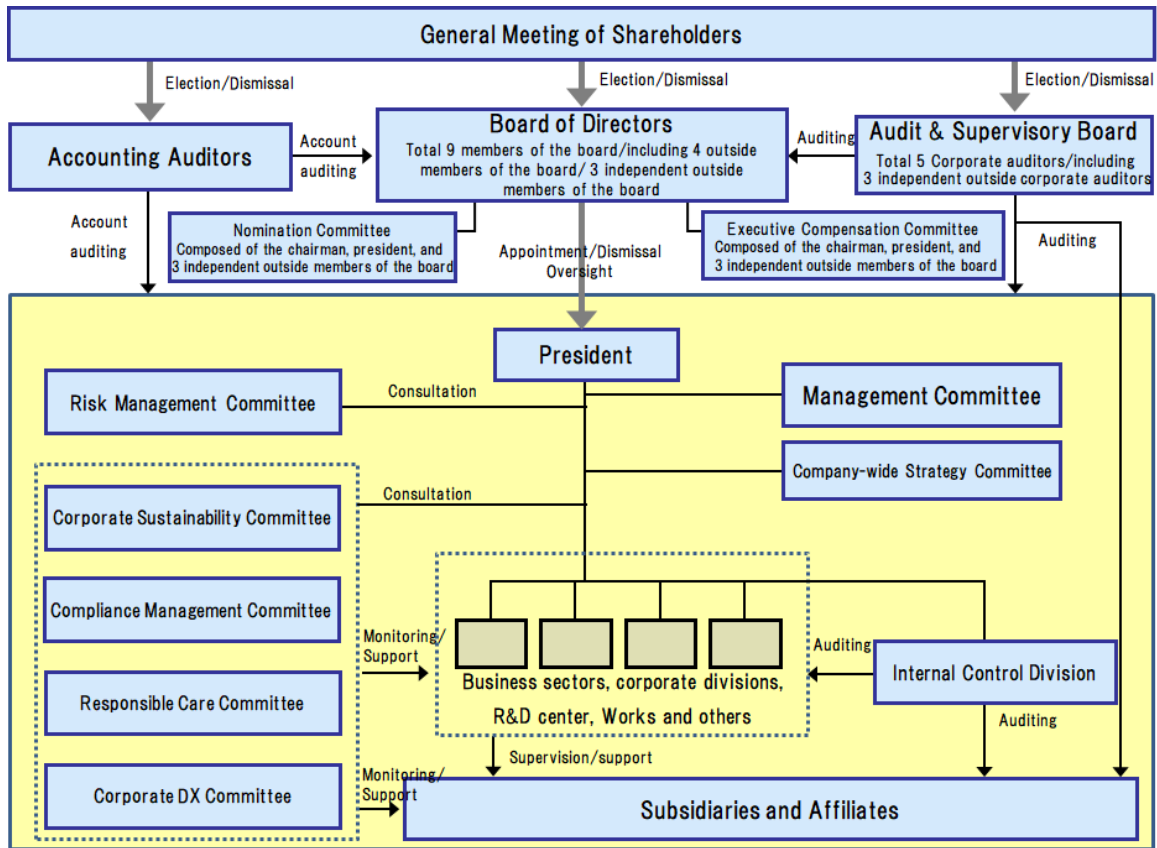 General Meeting of Shareholders
Election/Dismissal
Election/Dismissal
Election/Dismissal
Accounting Auditors
Account
auditing
Board of Directors
Total 9 members of the board/including 4 outside
members of the board/ 3 independent outside
members of the board
Auditing
Audit & Supervisory Board
Total 5 Corporate auditors/including
3 independent outside corporate auditors
Account
auditing
Nomination Committee
Composed of the chairman, president, and
3 independent outside members of the board
Appointment/Dismissal
Oversight
Executive Compensation Committee
Composed of the chairman, president, and
3 independent outside members of the board
Auditing
President
Risk Management Committee
Consultation
Management Committee
Company-wide Strategy Committee
Consultation
Corporate Sustainability Committee
Compliance Management Committee
Responsible Care Committee
Corporate DX Committee
Monitoring/
Support
Business sectors, corporate divisions,
R&D center, Works and others
Auditing
Internal Control Division
Auditing
Supervision/support
Monitoring/
Support
Subsidiaries and Affiliates